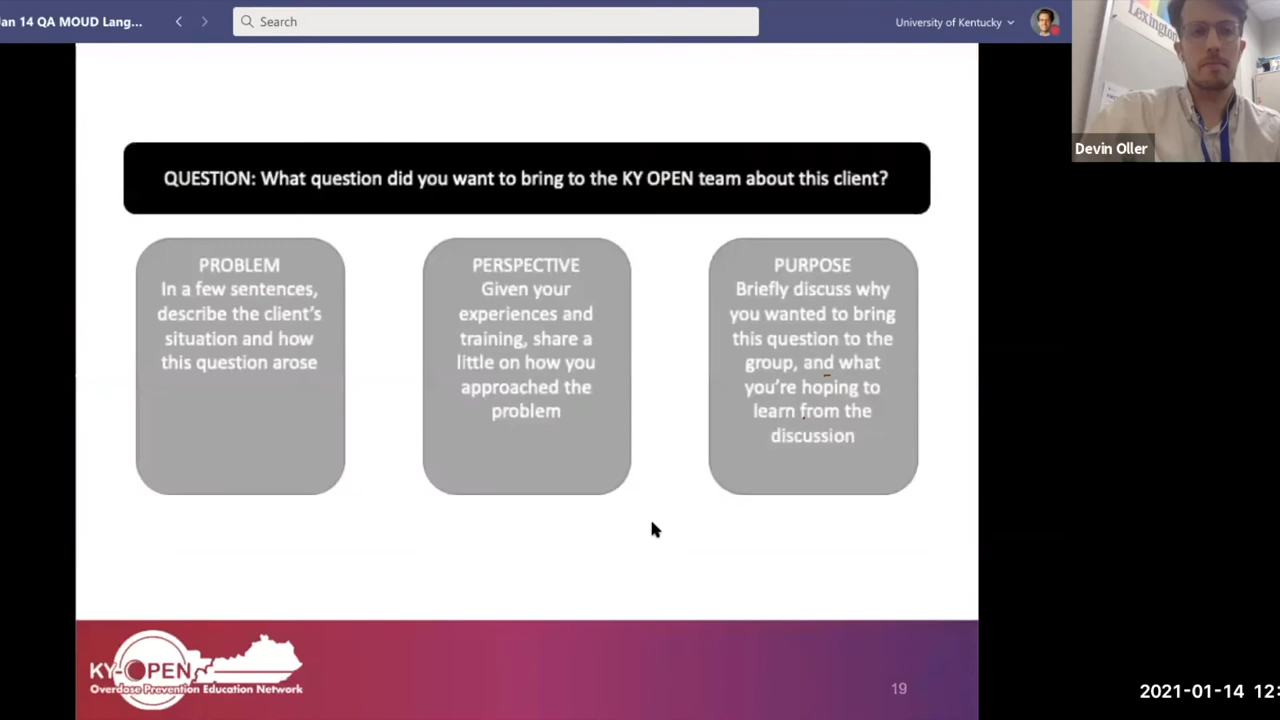 Jan 14 QA MOUD Lang...
Search
University of Kentucky
Lexington
Devin Oller
QUESTION: What question did you want to bring to the KY OPEN team about this client?
PROBLEM
In a few sentences,
describe the client's
situation and how
this question arose
PERSPECTIVE
Given your
experiences and
training, share a
little on how you
approached the
problem
PURPOSE
Briefly discuss why
you wanted to bring
this question to the
group, and what
you're hoping to
learn from the
discussion
KY-OPEN
Overdose Prevention Education Network
19
2021-01-14 12: